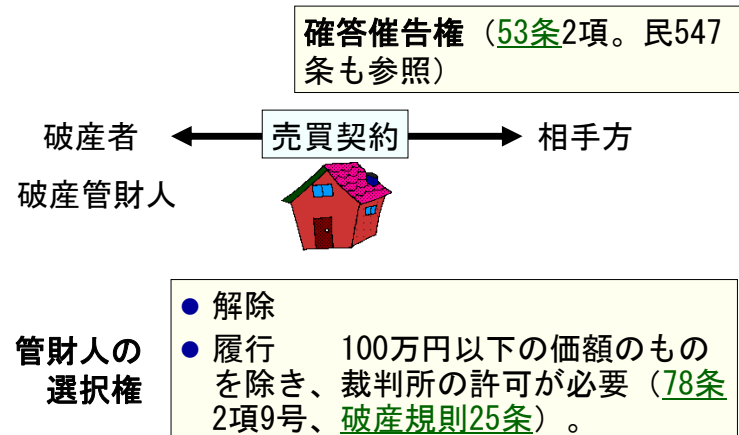 確答催告権（53条2項。民547
条も参照）
破産者 売買契約 相手方
破産管財人
管財人の
選択権
● 解除
● 履行　　100万円以下の価額のもの
を除き、裁判所の許可が必要（78条
2項9号、破産規則25条）。